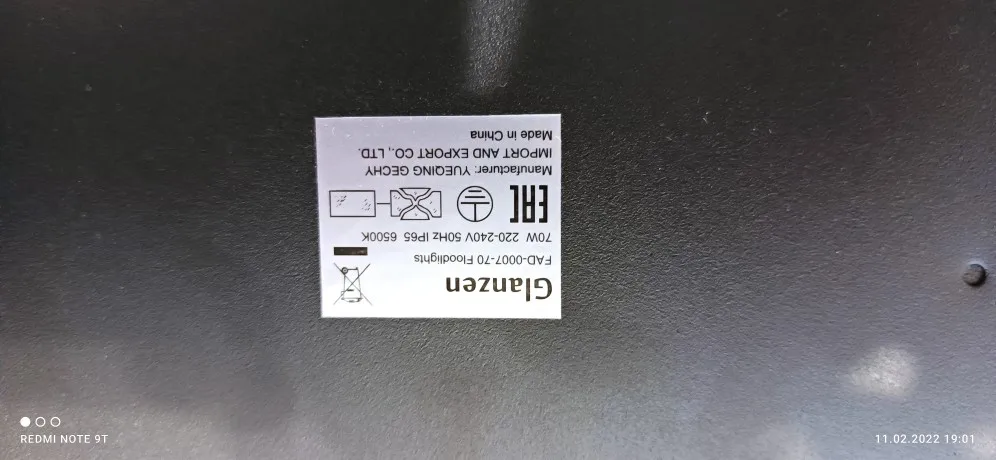 Glanzen
FAD-0007-70 Floodlights
70W 220-240V 50Hz IP65 6500K
EAC
Manufacturer: YUEQING GECHY
IMPORT AND EXPORT CO., LTD.
Made in China
REDMI NOTE 9T
11.02.2022 19:01